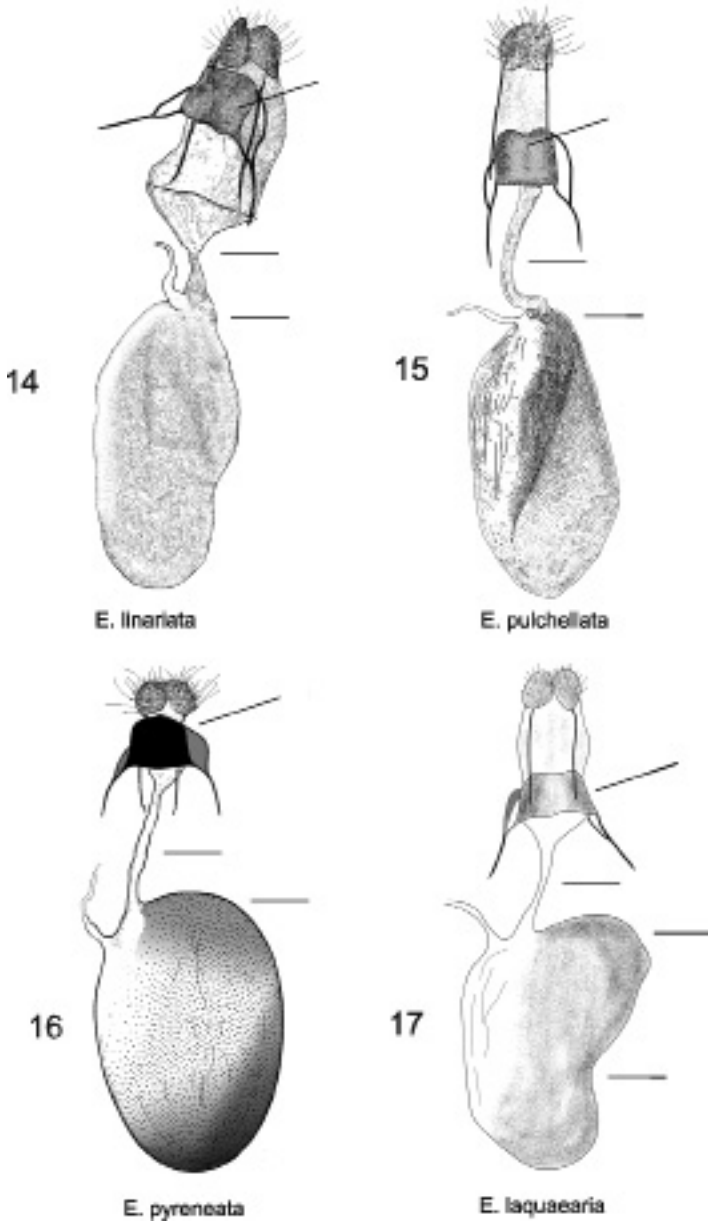 14
15
E. linariata
E. pulchellata
16
17
E. pyreneata
E. laquaearia